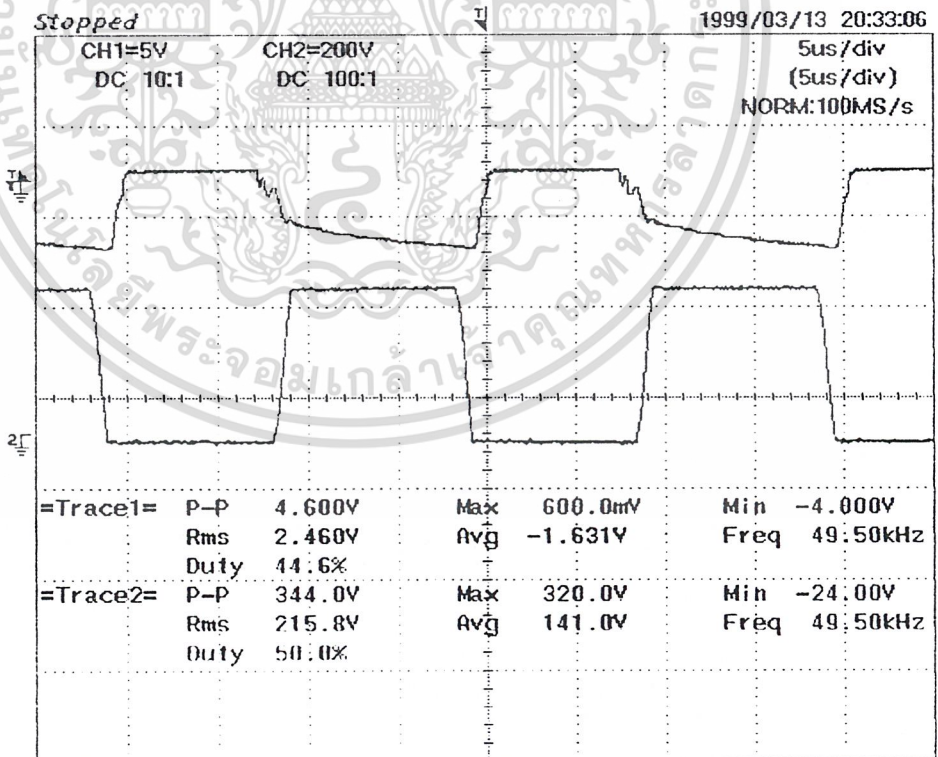 Stopped 1999/03/13 20:33:06
CH1=5V CH2=200V 5us/div
DC 10:1 DC 100:1 (5us/div)
NORM:100MS/s
T
T
2
=Trace1= P-P 4.600V Max 600.0mV Min -4.000V
Rms 2.460V Avg -1.631V Freq 49.50kHz
Duty 44.6%
=Trace2= P-P 344.0V Max 320.0V Min -24.00V
Rms 215.8V Avg 141.0V Freq 49.50kHz
Duty 50.0%